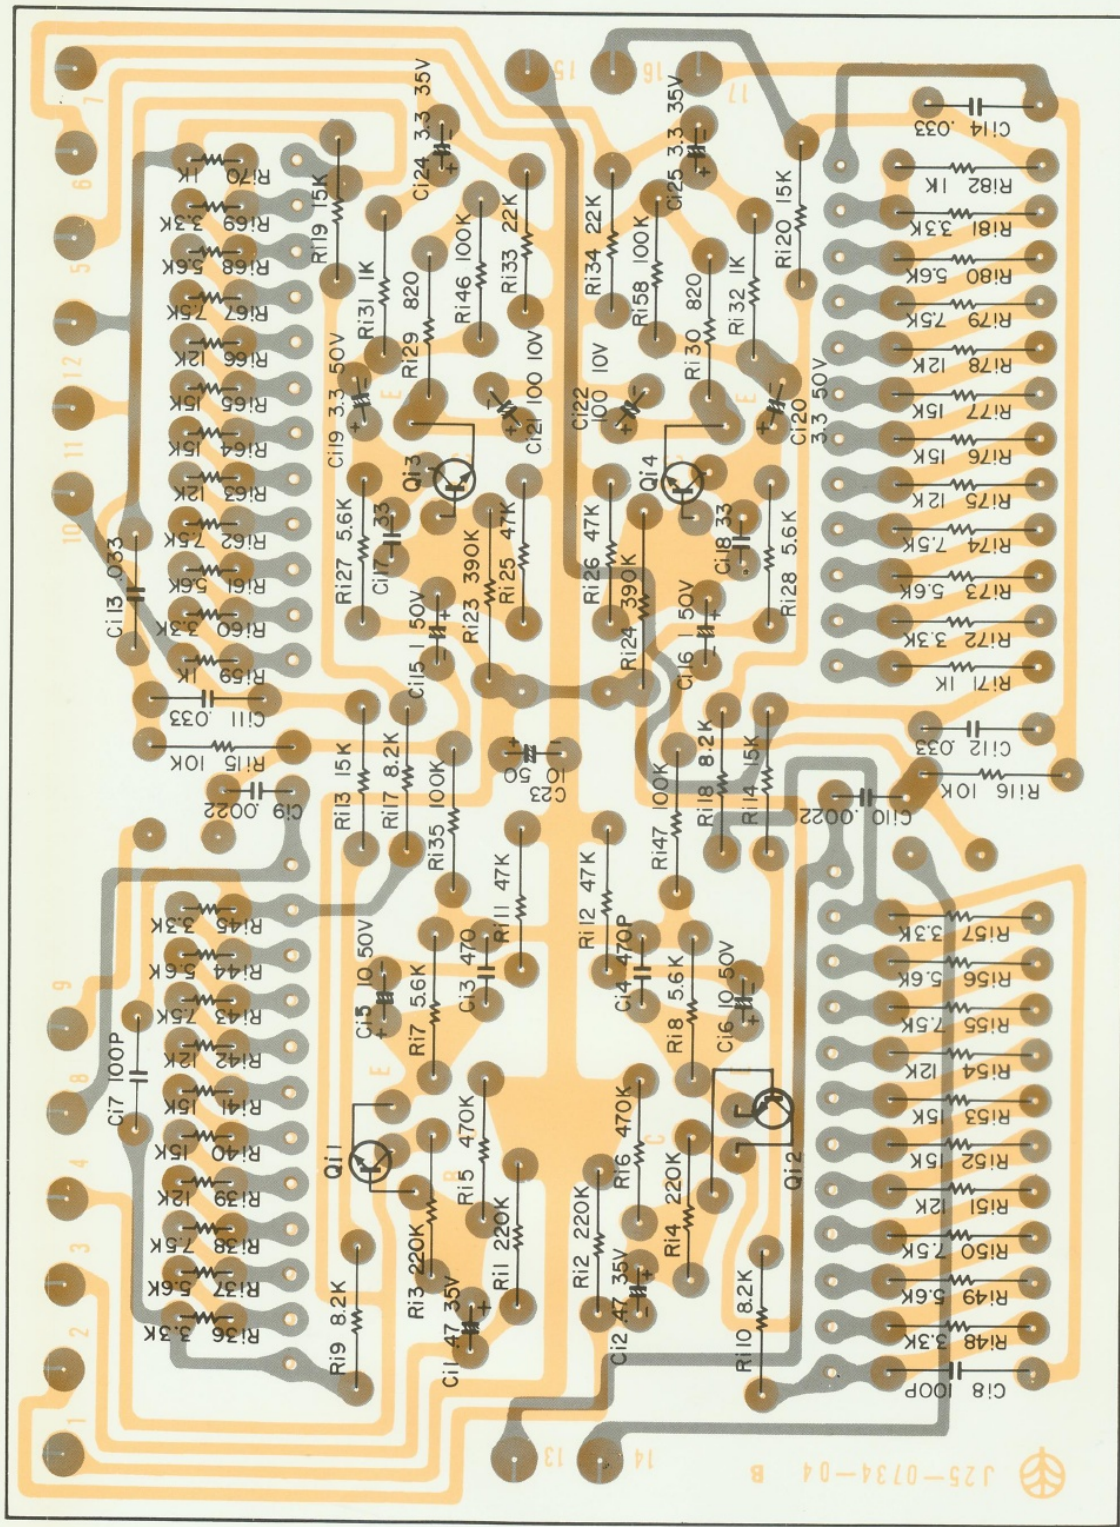 7
6
5
12
11
10
9
8
4
3
2
1
15
16
17
13
14
1K Ri70
3.3K Ri69
5.6K Ri68
7.5K Ri67
12K Ri66
15K Ri65
15K Ri64
12K Ri63
7.5K Ri62
5.6K Ri61
3.3K Ri60
1K Ri59
Ci13 .033
.033 Ci11
10K Ri15
.0022 Ci9
3.3K Ri45
5.6K Ri44
7.5K Ri43
12K Ri42
15K Ri41
15K Ri40
12K Ri39
7.5K Ri38
5.6K Ri37
3.3K Ri36
Ci7 100P
Ri19 15K
Ci24 3.3 35V
Ri31 1K
Ri29 820
Ri46 100K
Ri33 22K
Ci19 3.3 50V
E
Ci21 100 10V
Qi3
Ri27 5.6K
Ci17 33
Ci15 1 50V
Ri23 390K
Ri25 47K
Ri13 15K
Ri17 8.2K
Ri35 100K
C23 10 50
Ri11 47K
Ci5 10 50V
Ri7 5.6K
Ci3 470
E
Qi1
Ri5 470K
B
Ri3 220K
Ri1 220K
Ri9 8.2K
Ci1 .47 35V
Ci25 3.3 35V
Ri34 22K
Ri58 100K
Ri30 820
Ri32 1K
Ri20 15K
Ci22 100 10V
E
Ci20 3.3 50V
Qi4
Ri26 47K
Ri24 390K
Ci18 33
Ri28 5.6K
Ci16 1 50V
Ri18 8.2K
Ri14 15K
Ri47 100K
Ri12 47K
Ci4 470P
Ri8 5.6K
Ci6 10 50V
Ri6 470K
C
Ri4 220K
Ri2 220K
Qi2
Ci2 .47 35V
Ri10 8.2K
.033 Ci14
1K Ri82
3.3K Ri81
5.6K Ri80
7.5K Ri79
12K Ri78
15K Ri77
15K Ri76
12K Ri75
7.5K Ri74
5.6K Ri73
3.3K Ri72
1K Ri71
.033 Ci12
10K Ri16
.0022 Ci10
3.3K Ri57
5.6K Ri56
7.5K Ri55
12K Ri54
15K Ri53
15K Ri52
12K Ri51
7.5K Ri50
5.6K Ri49
3.3K Ri48
100P Ci8
J25-0734-04 B